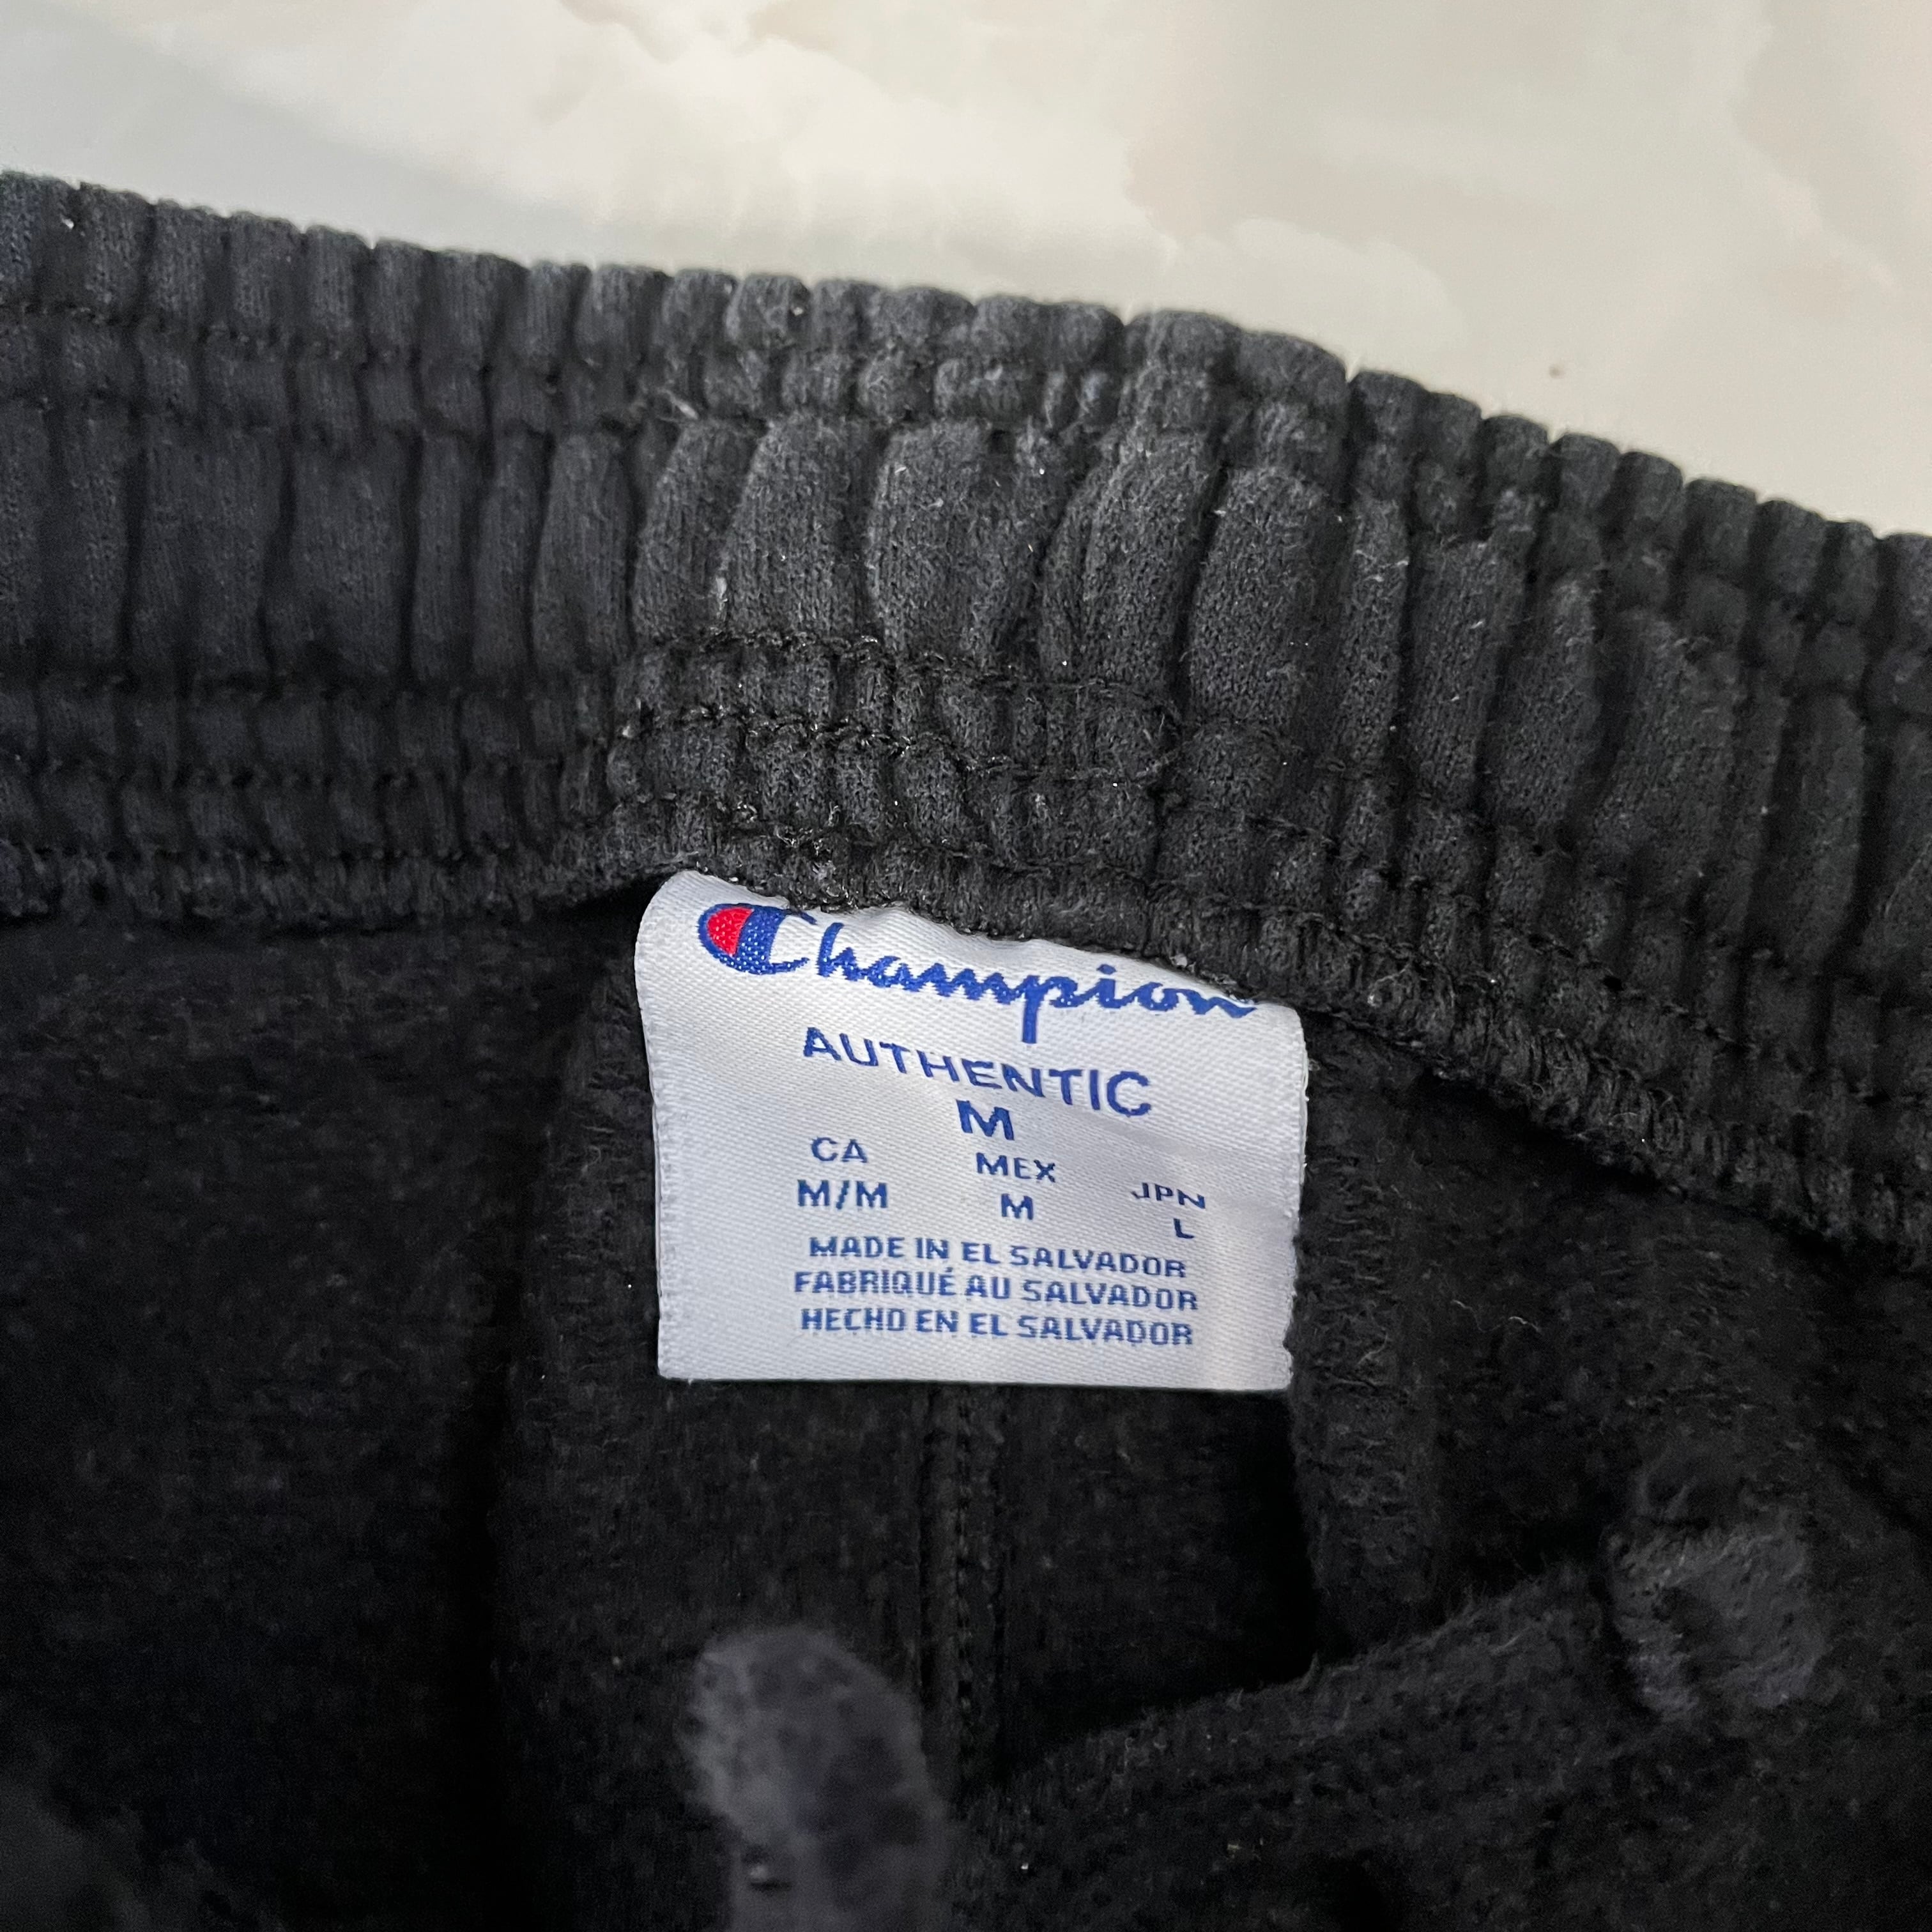 Champion
AUTHENTIC
M
CA MEX JPN
M/M M L
MADE IN EL SALVADOR
FABRIQUÉ AU SALVADOR
HECHO EN EL SALVADOR